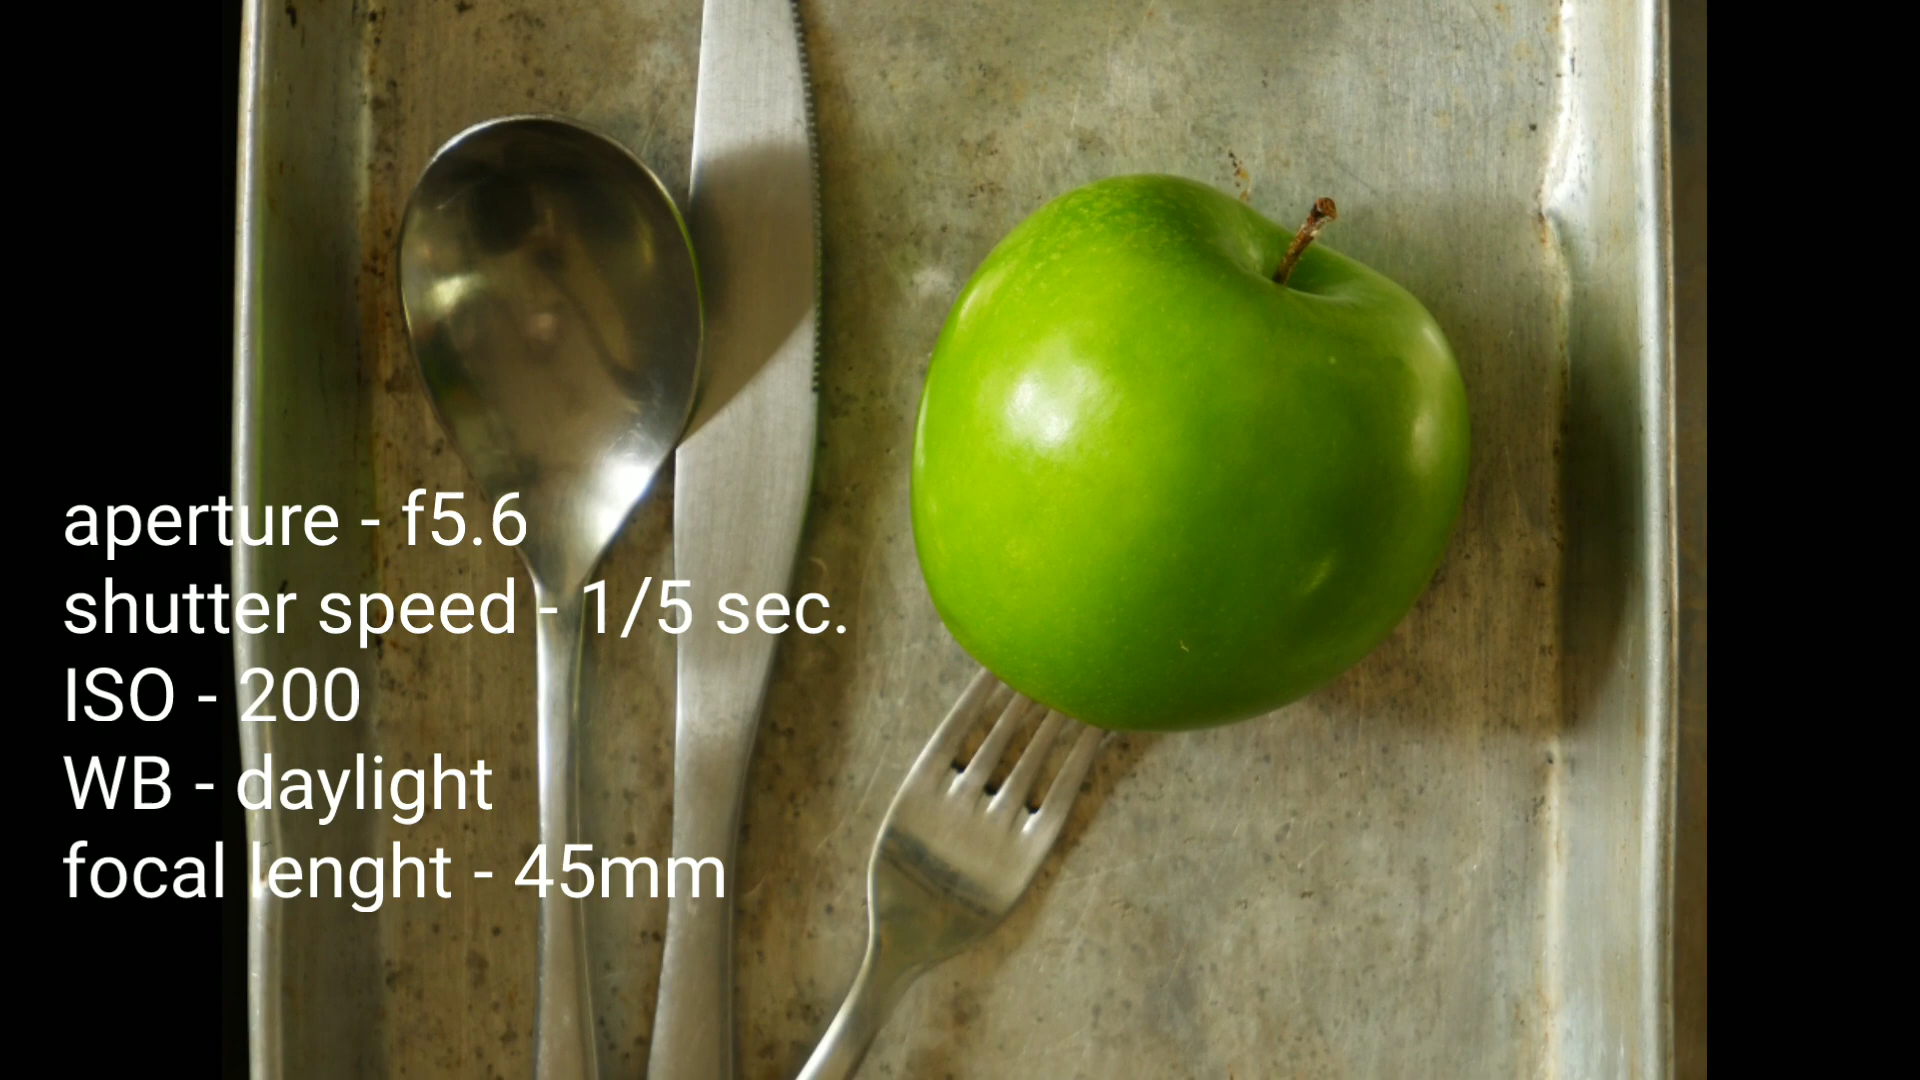 aperture - f5.6
shutter speed - 1/5 sec.
ISO - 200
WB - daylight
focal lenght - 45mm